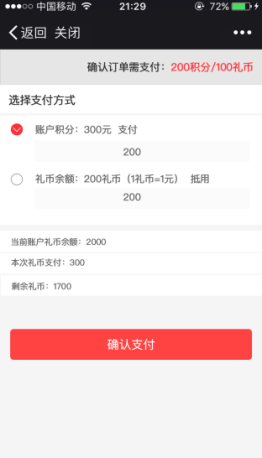 中国移动 21:29 72%
返回 关闭
确认订单需支付：200积分/100礼币
选择支付方式
账户积分：300元 支付
200
礼币余额：200礼币（1礼币=1元） 抵用
200
当前账户礼币余额：2000
本次礼币支付：300
剩余礼币：1700
确认支付